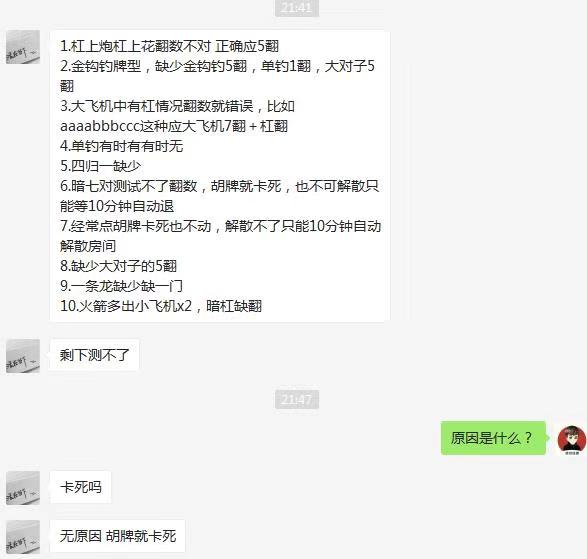 21:41
1.杠上炮杠上花翻数不对 正确应5翻
2.金钩钓牌型，缺少金钩钓5翻，单钓1翻，大对子5
翻
3.大飞机中有杠情况翻数就错误，比如
aaaabbbccc这种应大飞机7翻＋杠翻
4.单钓有时有有时无
5.四归一缺少
6.暗七对测试不了翻数，胡牌就卡死，也不可解散只
能等10分钟自动退
7.经常点胡牌卡死也不动，解散不了只能10分钟自动
解散房间
8.缺少大对子的5翻
9.一条龙缺少缺一门
10.火箭多出小飞机x2，暗杠缺翻
剩下测不了
21:47
原因是什么？
卡死吗
无原因 胡牌就卡死